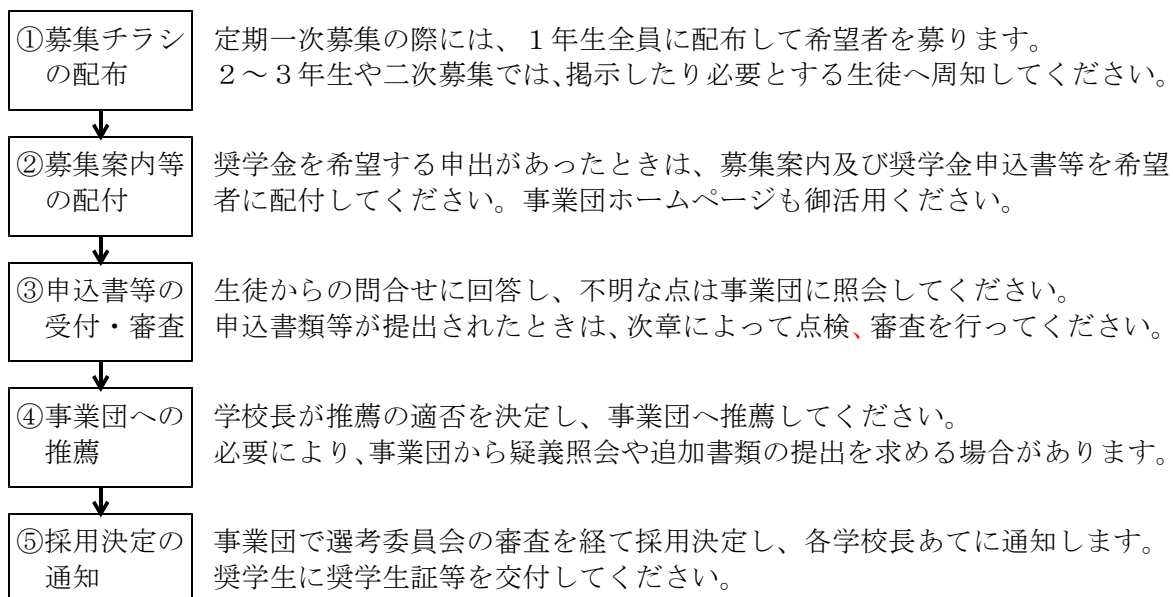 ①募集チラシ
の配布
定期一次募集の際には、1年生全員に配布して希望者を募ります。
2～3年生や二次募集では、掲示したり必要とする生徒へ周知してください。
②募集案内等
の配付
奨学金を希望する申出があったときは、募集案内及び奨学金申込書等を希望
者に配付してください。事業団ホームページも御活用ください。
③申込書等の
受付・審査
生徒からの問合せに回答し、不明な点は事業団に照会してください。
申込書類等が提出されたときは、次章によって点検、審査を行ってください。
④事業団への
推薦
学校長が推薦の適否を決定し、事業団へ推薦してください。
必要により、事業団から疑義照会や追加書類の提出を求める場合があります。
⑤採用決定の
通知
事業団で選考委員会の審査を経て採用決定し、各学校長あてに通知します。
奨学生に奨学生証等を交付してください。